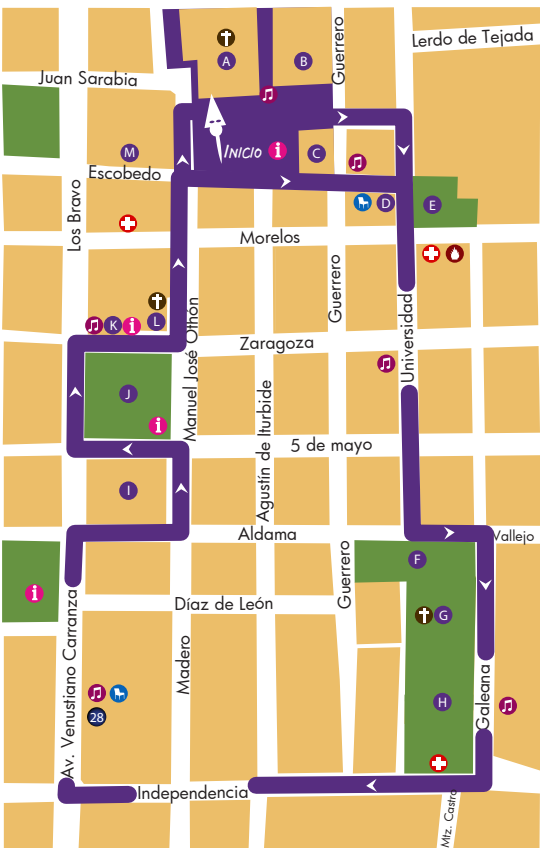 Guerrero
Lerdo de Tejada
A
B
Juan Sarabia
INICIO
i
C
M
Escobedo
Los Bravo
D
E
Morelos
Guerrero
K
i
L
Manuel José Othón
Zaragoza
Universidad
J
i
Agustín de Iturbide
5 de mayo
I
Aldama
Vallejo
Guerrero
F
i
Díaz de León
G
Av. Venustiano Carranza
Madero
H
Galeana
28
Independencia
Mtz. Castro